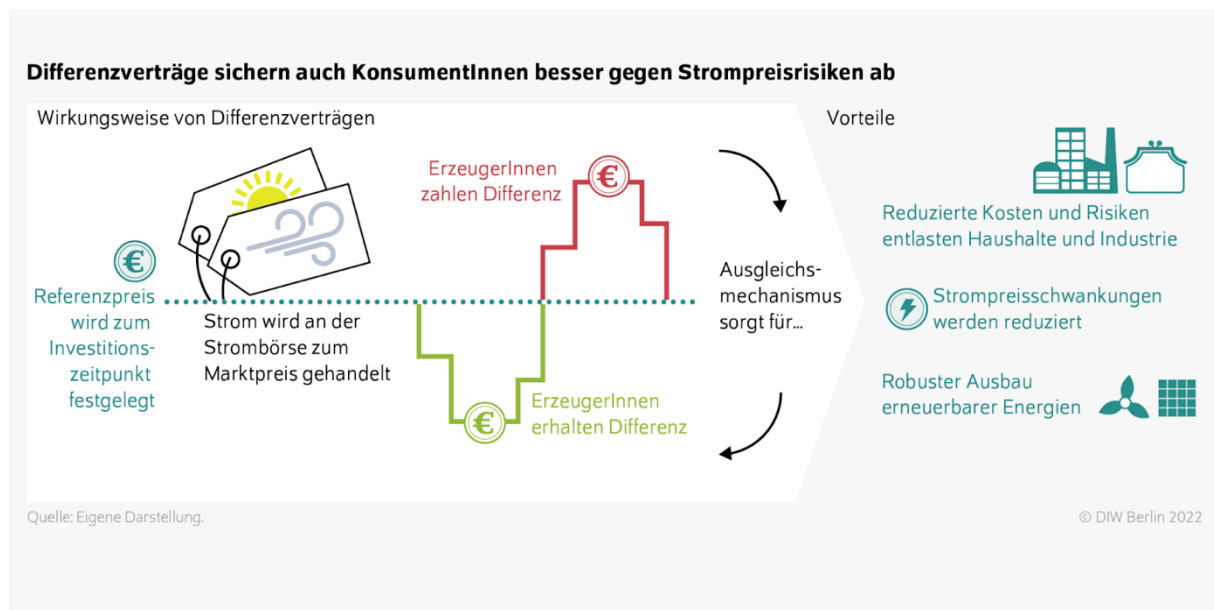 Differenzverträge sichern auch KonsumentInnen besser gegen Strompreisrisiken ab
Wirkungsweise von Differenzverträgen
ErzeugerInnen
zahlen Differenz
€
€
Referenzpreis
wird zum
Investitions-
zeitpunkt
festgelegt
Strom wird an der
Strombörse zum
Marktpreis gehandelt
€
ErzeugerInnen
erhalten Differenz
Ausgleichs-
mechanismus
sorgt für...
Vorteile
Reduzierte Kosten und Risiken
entlasten Haushalte und Industrie
Strompreisschwankungen
werden reduziert
Robuster Ausbau
erneuerbarer Energien
Quelle: Eigene Darstellung.
© DIW Berlin 2022